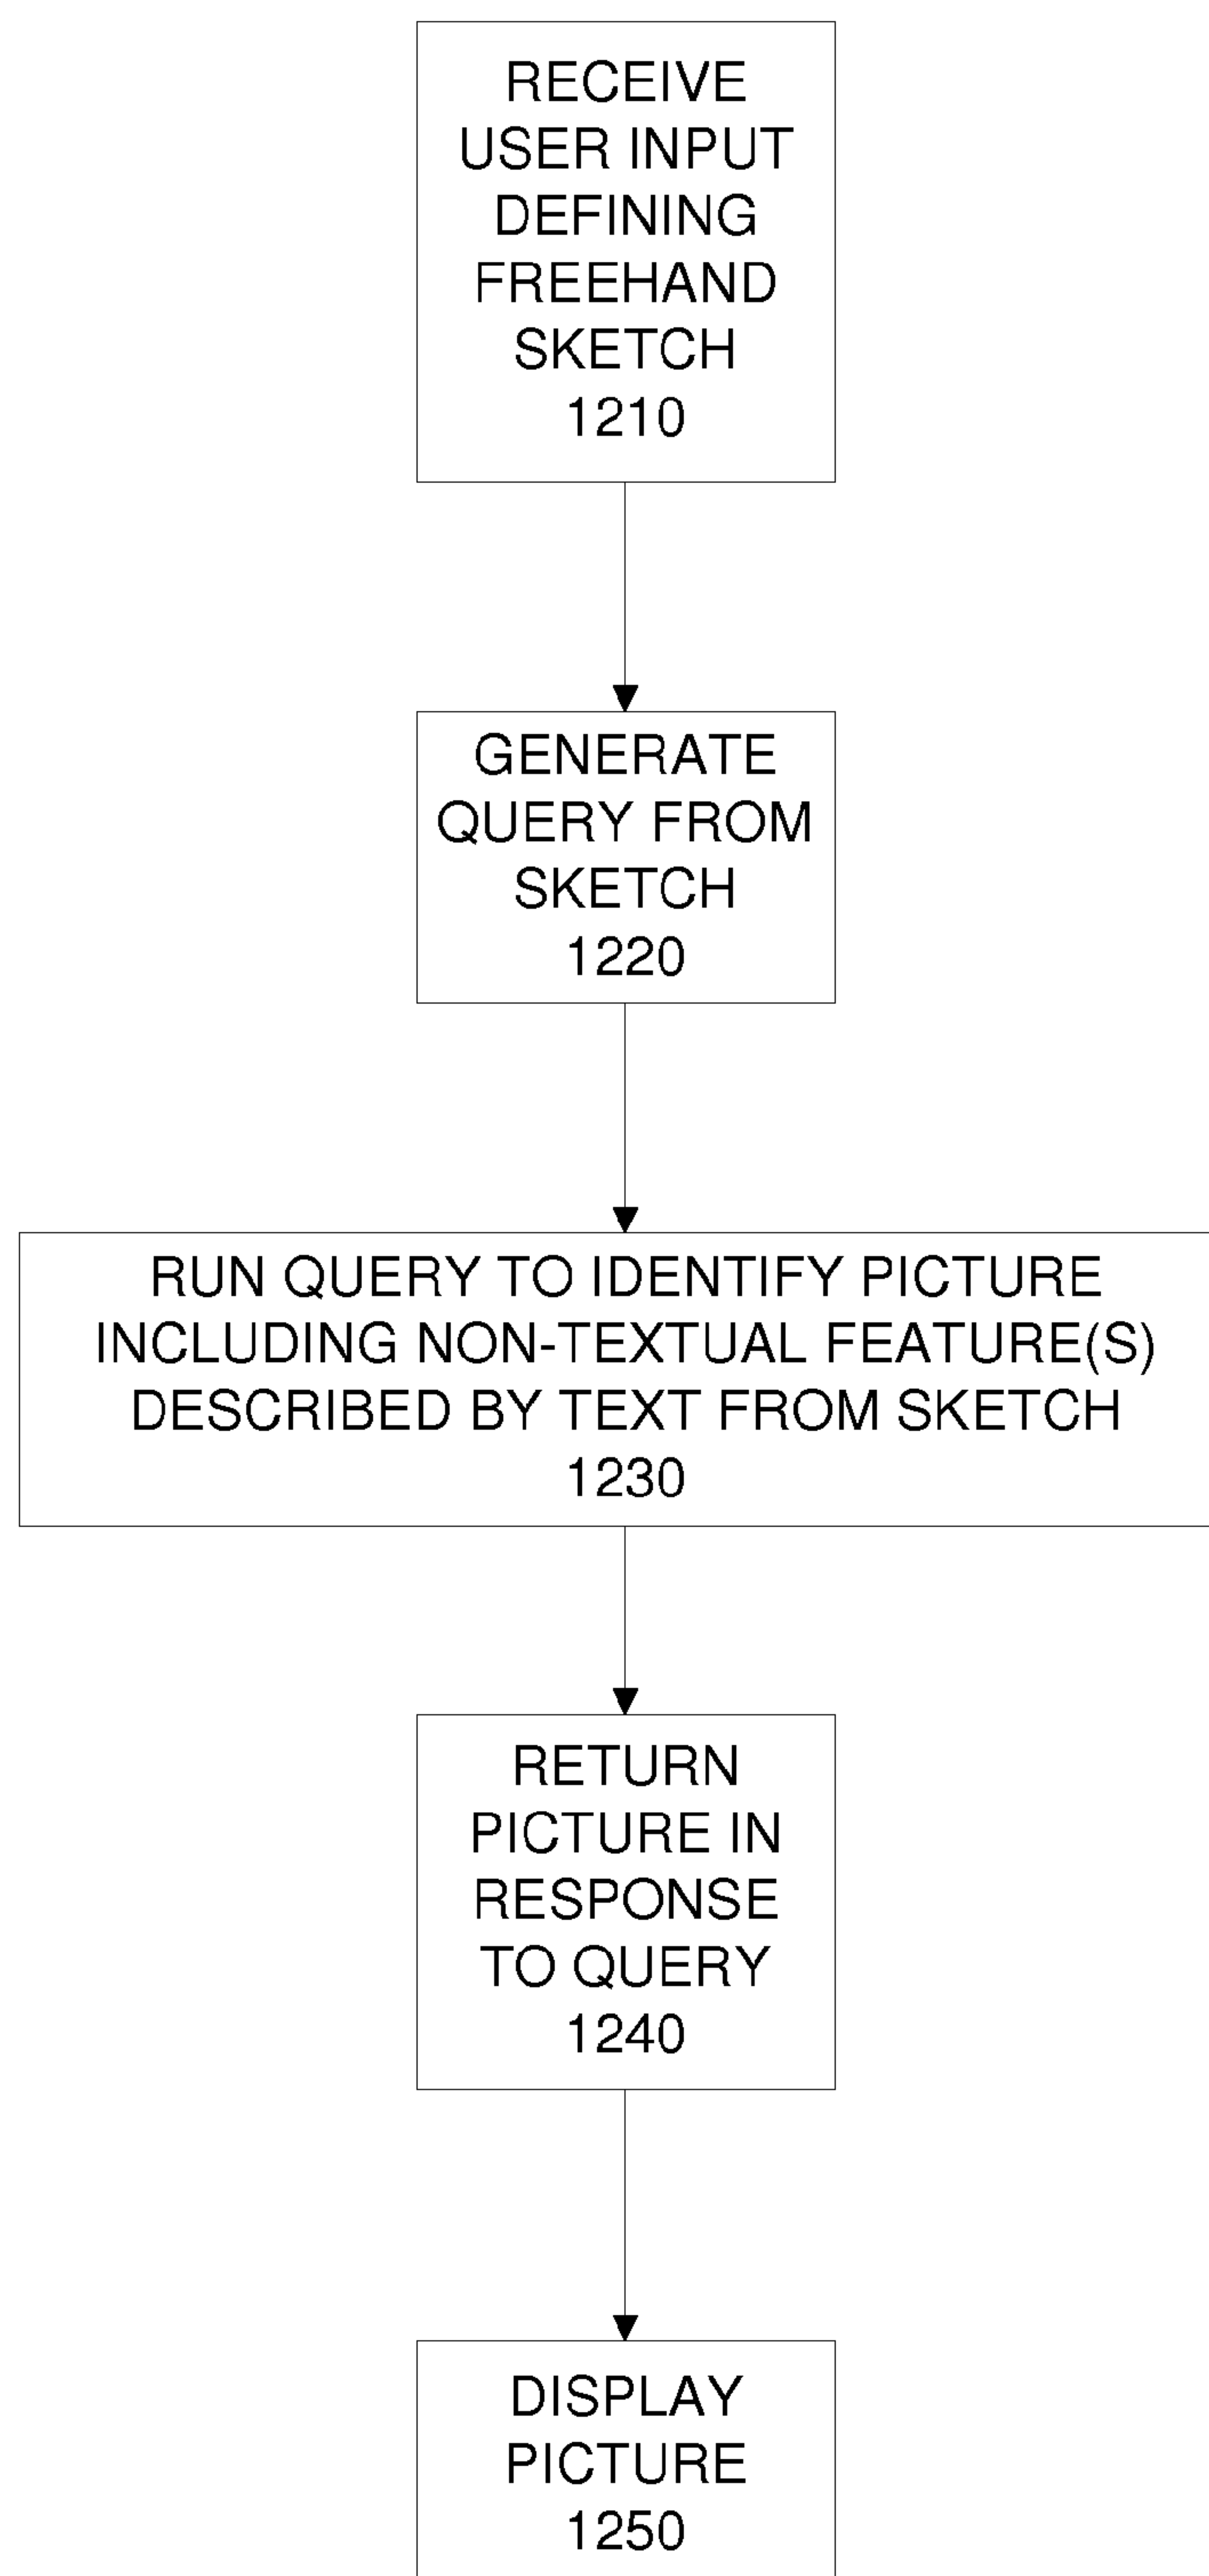 RECEIVE
USER INPUT
DEFINING
FREEHAND
SKETCH
1210
GENERATE
QUERY FROM
SKETCH
1220
RUN QUERY TO IDENTIFY PICTURE
INCLUDING NON-TEXTUAL FEATURE(S)
DESCRIBED BY TEXT FROM SKETCH
1230
RETURN
PICTURE IN
RESPONSE
TO QUERY
1240
DISPLAY
PICTURE
1250